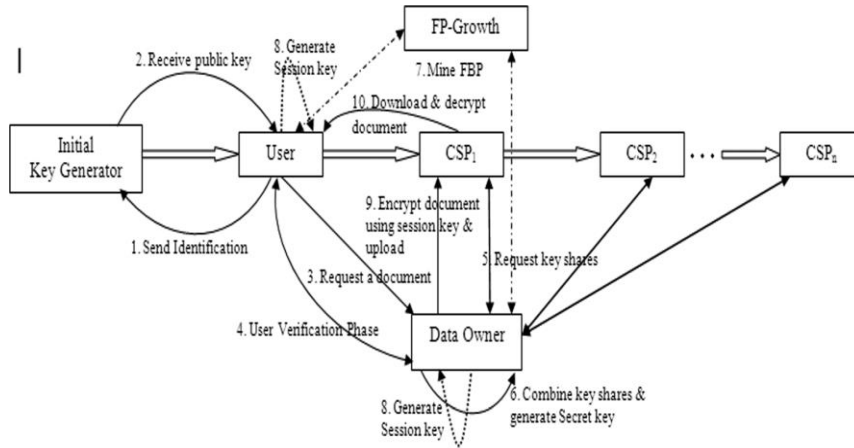 FP-Growth
2. Receive public key
8. Generate
Session key
7. Mine FBP
10. Download & decrypt
document
Initial
Key Generator
User
CSP1
CSP2
...
CSPn
1. Send Identification
9. Encrypt document
using session key &
upload
3. Request a document
5. Request key shares
4. User Verification Phase
Data Owner
8. Generate
Session key
6. Combine key shares &
generate Secret key